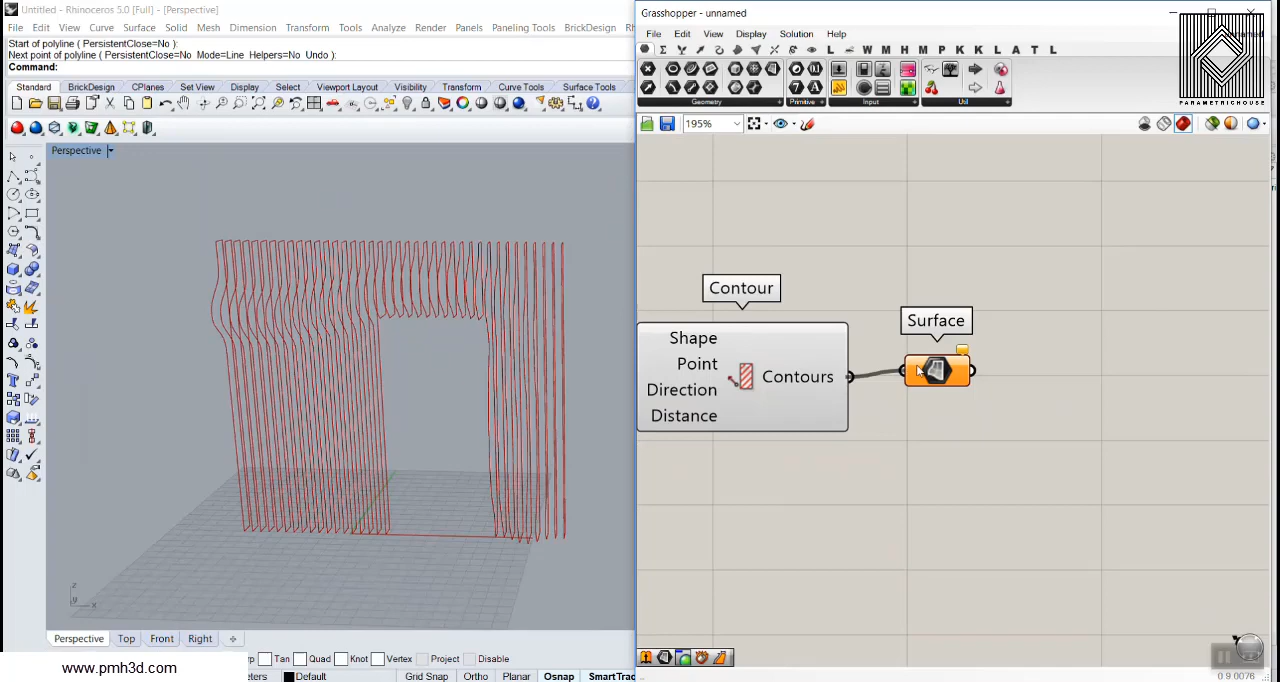 Untitled - Rhinoceros 5.0 [Full] - [Perspective]
File Edit View Curve Surface Solid Mesh Dimension Transform Tools Analyze Render Panels Paneling Tools BrickDesign
Start of polyline ( PersistentClose=No ):
Next point of polyline ( PersistentClose=No Mode=Line Helpers=No Undo ):
Command:
Standard BrickDesign CPlanes Set View Display Select Viewport Layout Visibility Transform Curve Tools Surface Tools
Perspective
z
y
x
Perspective Top Front Right
Tan Quad Knot Vertex Project Disable
www.pmh3d.com
Default Grid Snap Ortho Planar Osnap SmartTrac
Grasshopper - unnamed
File Edit View Display Solution Help
L W M H M P K K L A T L
Geometry Primitive Input Util
PARAMETRICHOUSE
195%
Contour
Shape
Point
Direction
Distance
Contours
Surface
0.9.0076